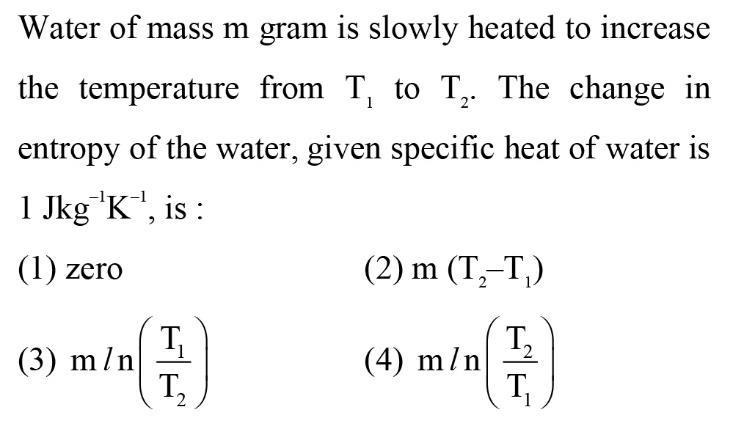 Water of mass m gram is slowly heated to increase
the temperature from T₁ to T₂. The change in
entropy of the water, given specific heat of water is
1 Jkg⁻¹K⁻¹, is :
(1) zero (2) m (T₂–T₁)
(3) m ln(T₁/T₂) (4) m ln(T₂/T₁)